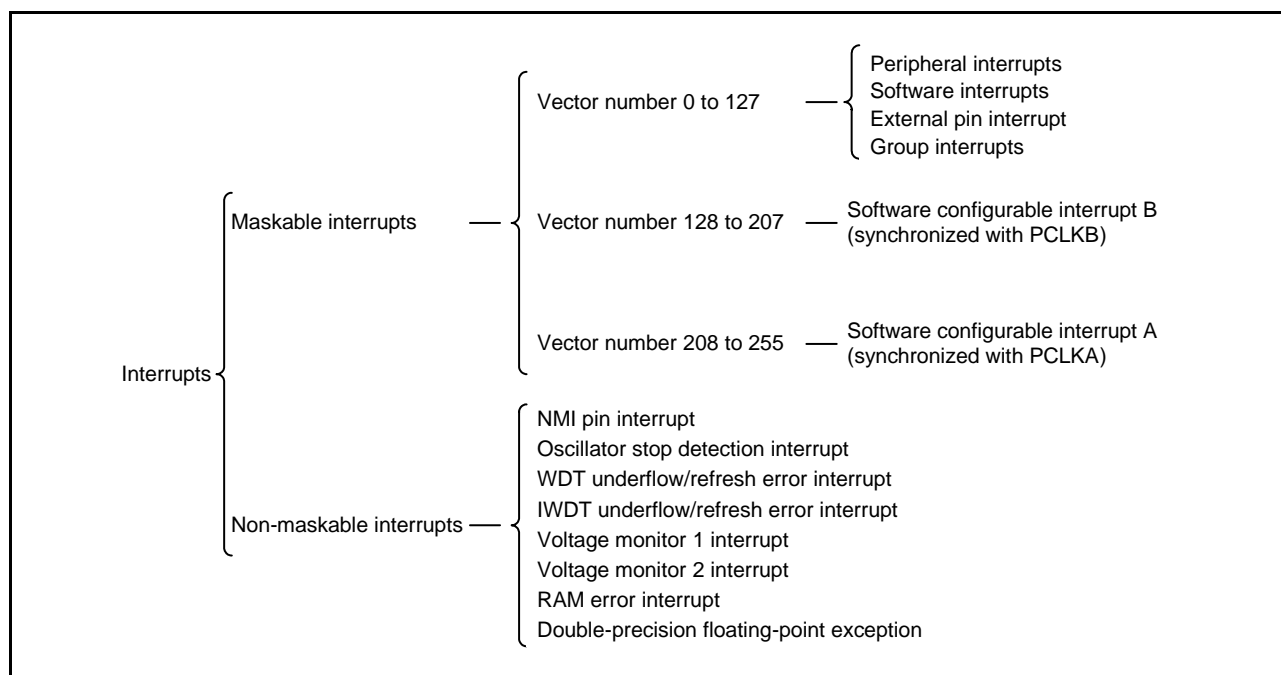 Interrupts
Maskable interrupts
Vector number 0 to 127
Peripheral interrupts
Software interrupts
External pin interrupt
Group interrupts
Vector number 128 to 207
Software configurable interrupt B
(synchronized with PCLKB)
Vector number 208 to 255
Software configurable interrupt A
(synchronized with PCLKA)
Non-maskable interrupts
NMI pin interrupt
Oscillator stop detection interrupt
WDT underflow/refresh error interrupt
IWDT underflow/refresh error interrupt
Voltage monitor 1 interrupt
Voltage monitor 2 interrupt
RAM error interrupt
Double-precision floating-point exception